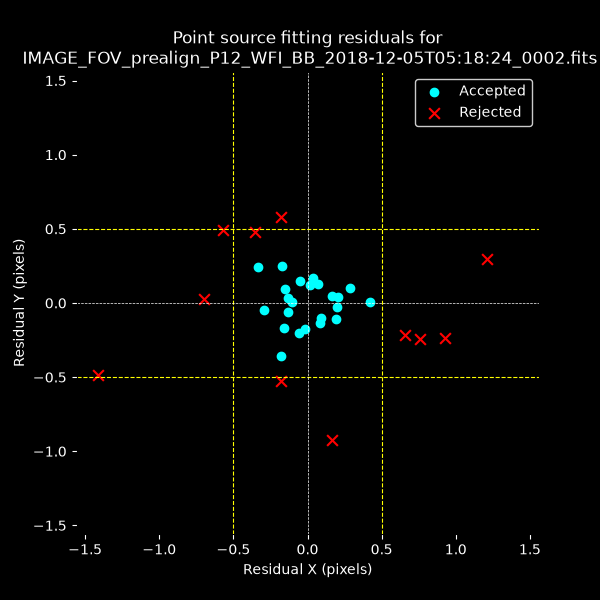 Point source fitting residuals for
IMAGE_FOV_prealign_P12_WFI_BB_2018-12-05T05:18:24_0002.fits
Accepted
Rejected
1.5
1.0
0.5
0.0
−0.5
−1.0
−1.5
Residual Y (pixels)
−1.5 −1.0 −0.5 0.0 0.5 1.0 1.5
Residual X (pixels)